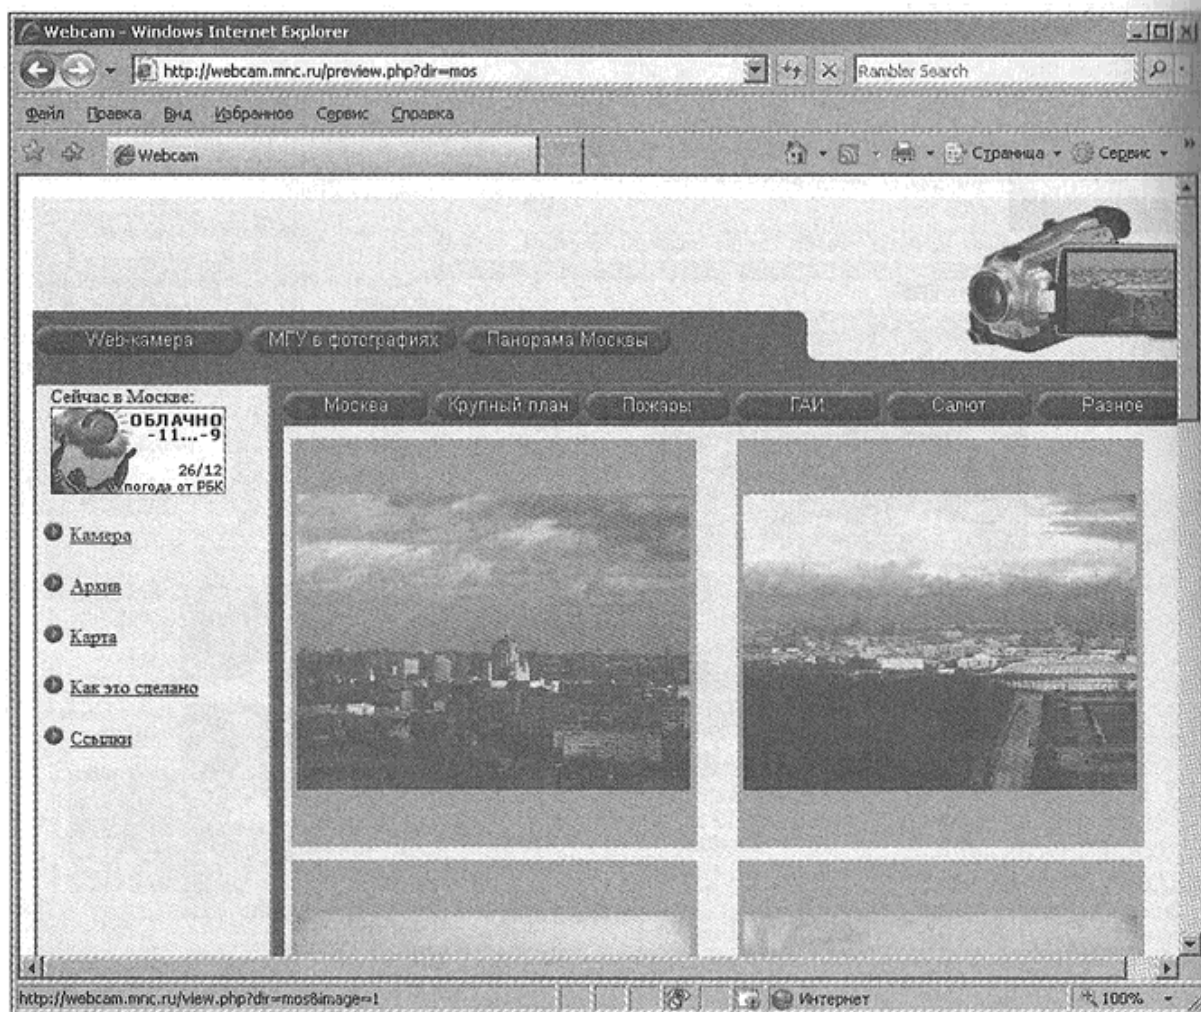 Webcam - Windows Internet Explorer
http://webcam.mnc.ru/preview.php?dir=mos
Rambler Search
Файл Правка Вид Избранное Сервис Справка
Webcam
Страница Сервис
Web-камера МГУ в фотографиях Панорама Москвы
Сейчас в Москве:
Москва Крупный план Пожары ГАИ Салют Разное
ОБЛАЧНО
-11...-9
26/12
погода от РБК
Камера
Архив
Карта
Как это сделано
Ссылки
http://webcam.mnc.ru/view.php?dir=mos&image=1
Интернет
100%